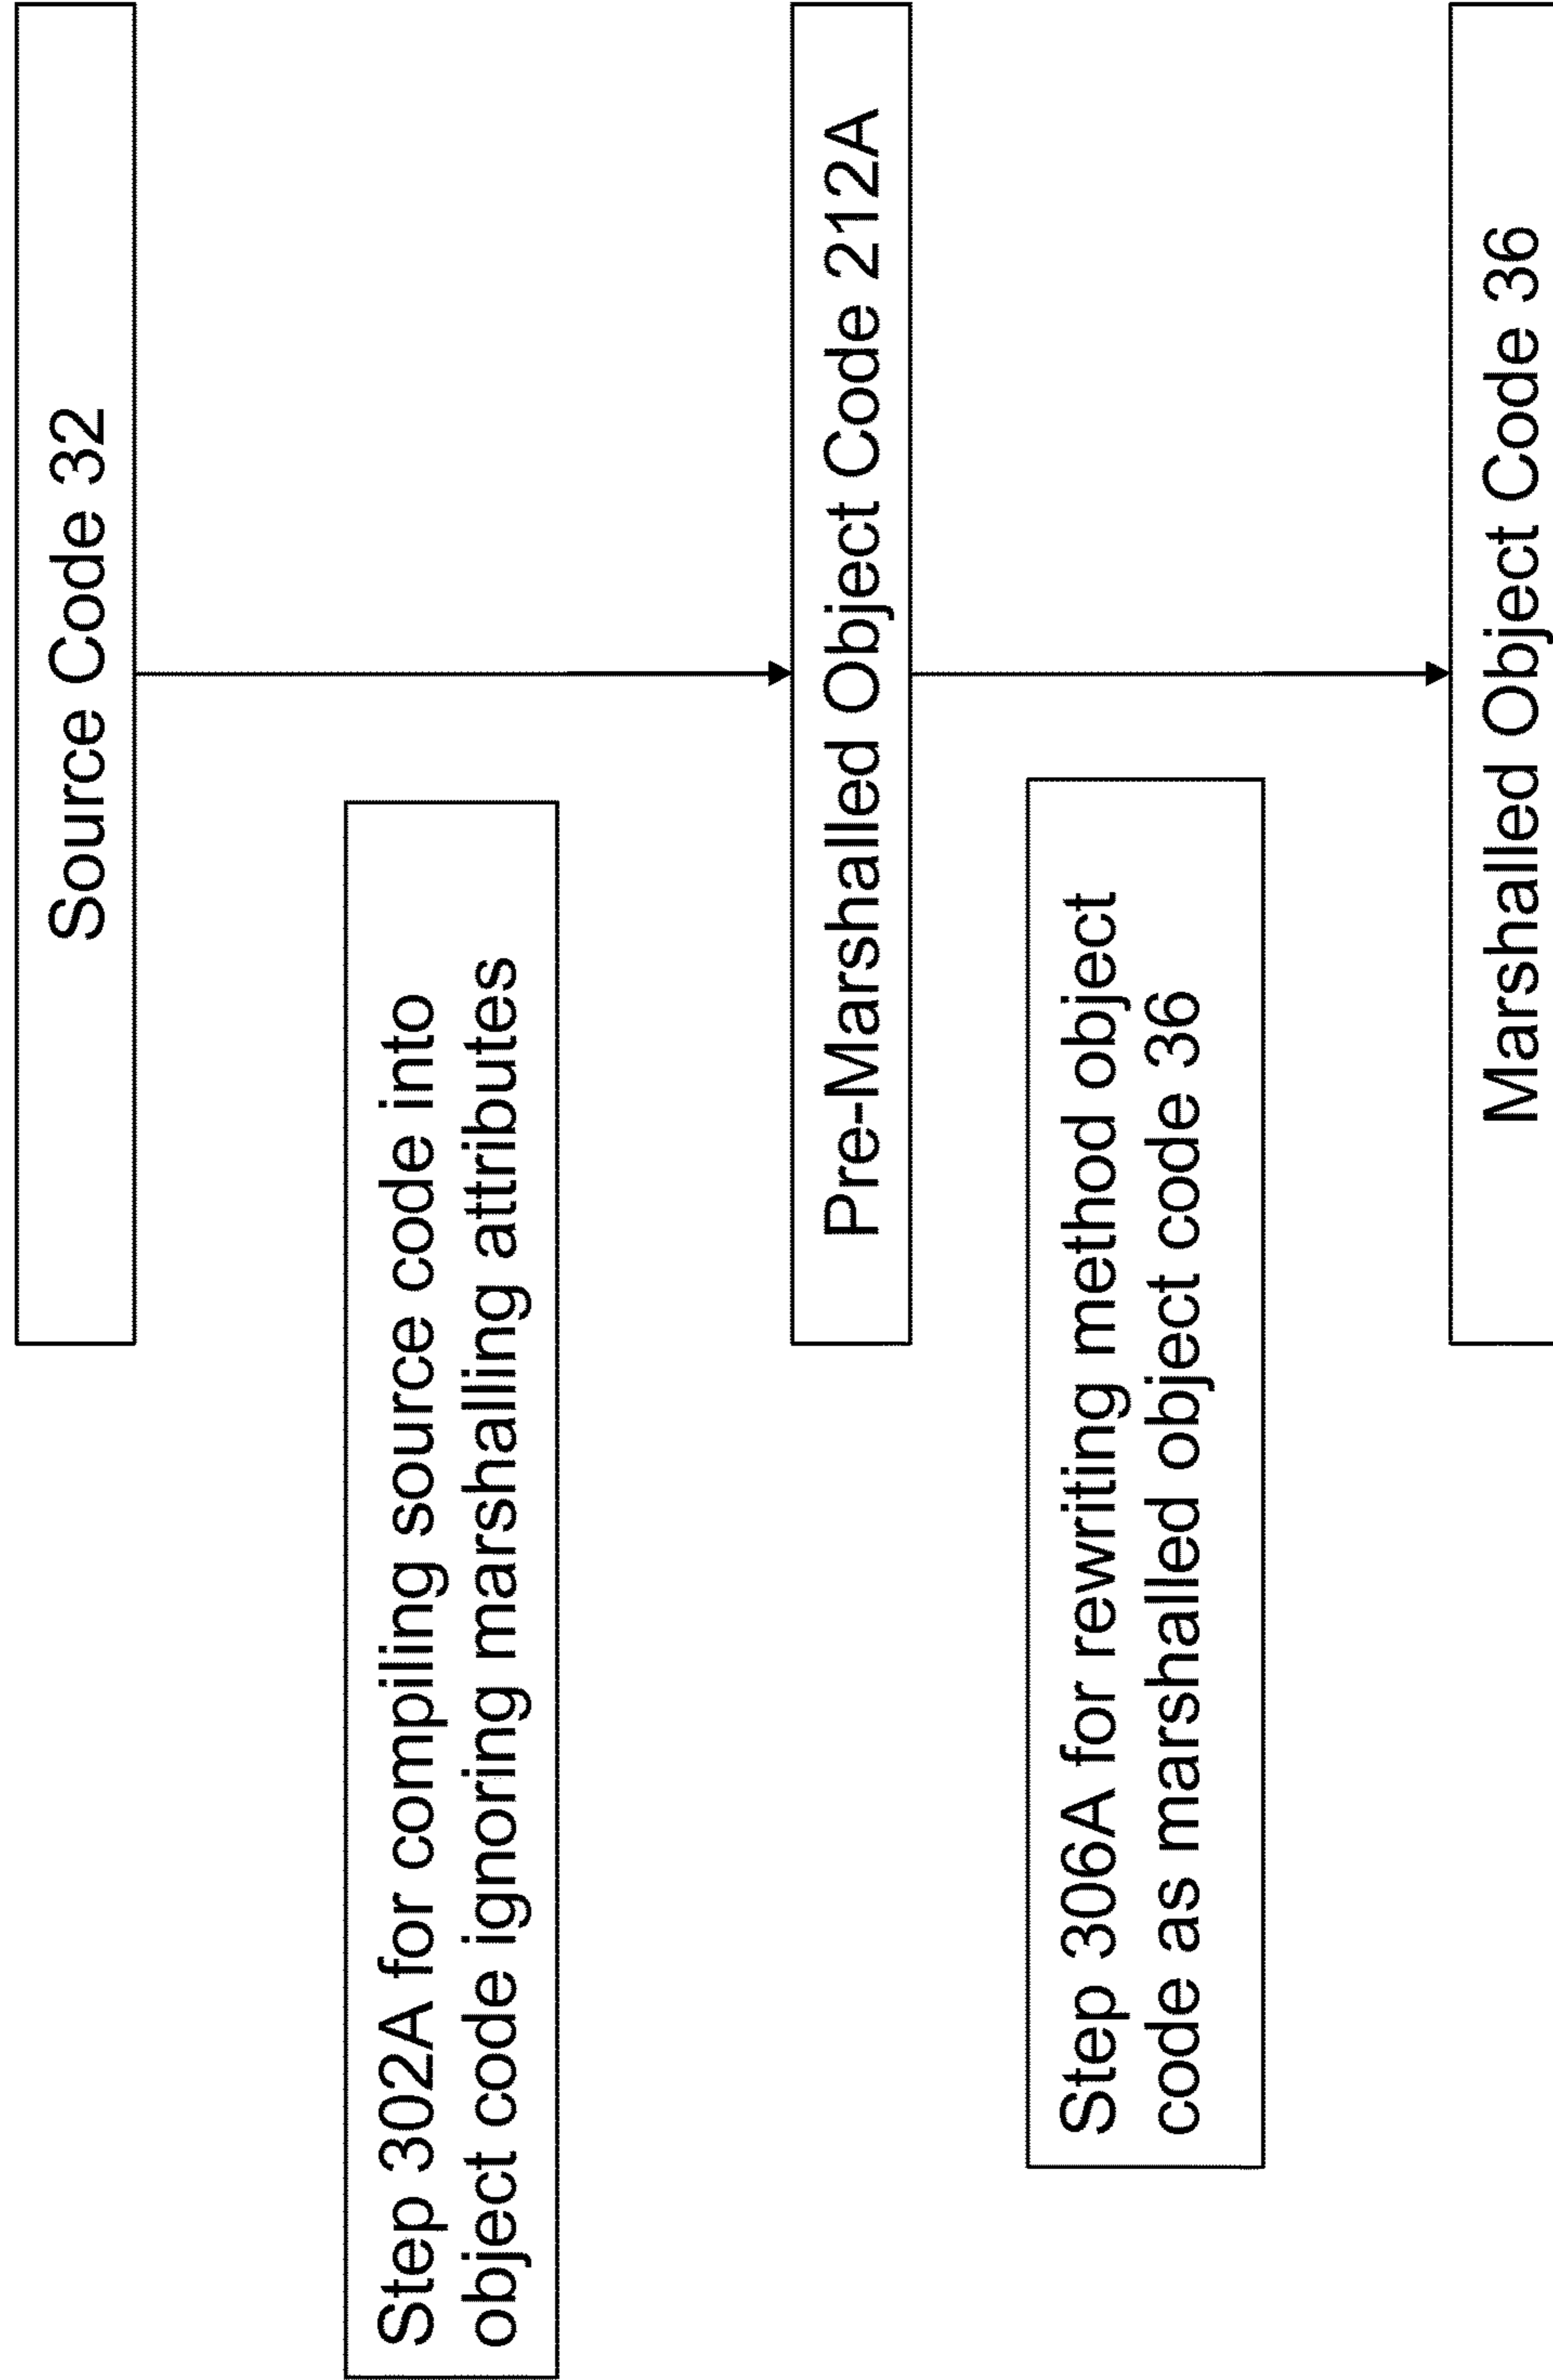 Source Code 32
Step 302A for compiling source code into
object code ignoring marshalling attributes
Pre-Marshalled Object Code 212A
Step 306A for rewriting method object
code as marshalled object code 36
Marshalled Object Code 36